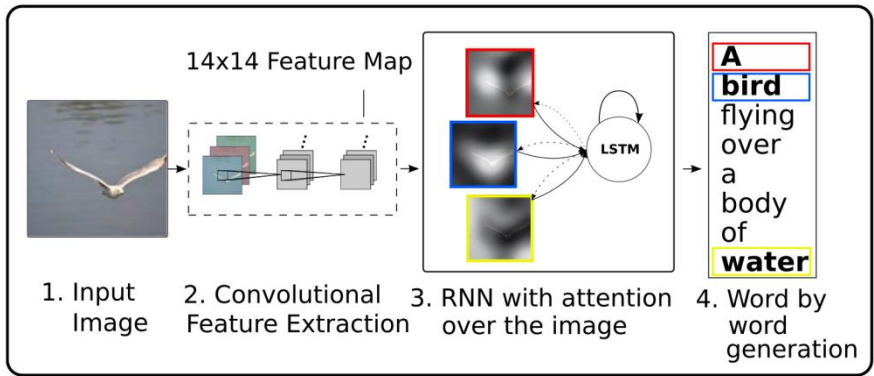 14x14 Feature Map
LSTM
A
bird
flying
over
a
body
of
water
1. Input
Image
2. Convolutional
Feature Extraction
3. RNN with attention
over the image
4. Word by
word
generation